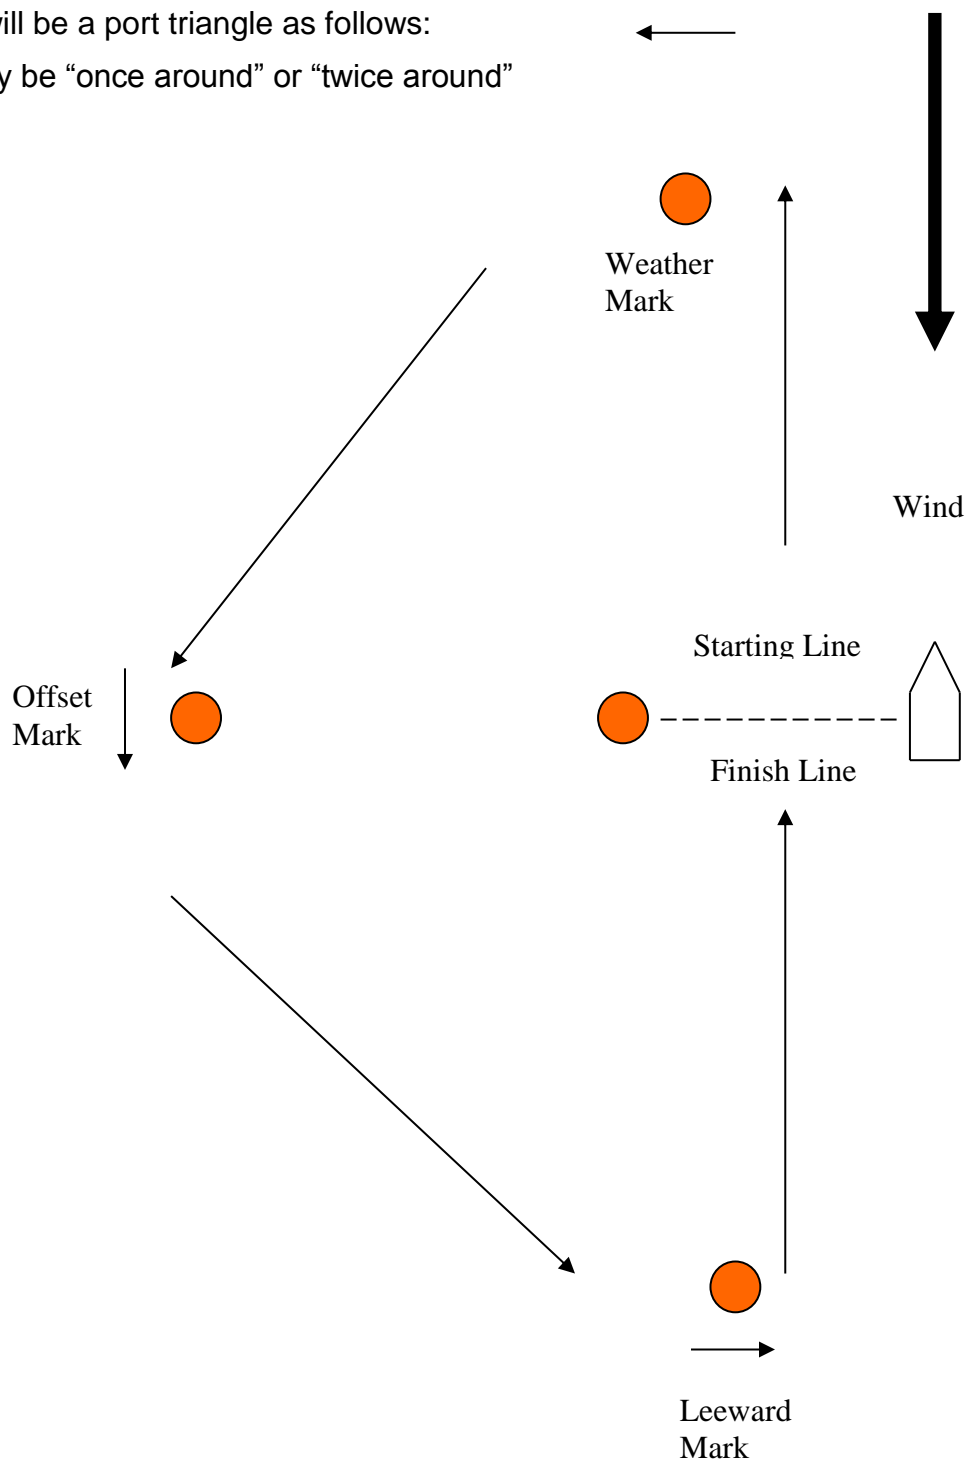 ill be a port triangle as follows:
y be “once around” or “twice around”
Weather
Mark
Wind
Starting Line
Offset
Mark
Finish Line
Leeward
Mark